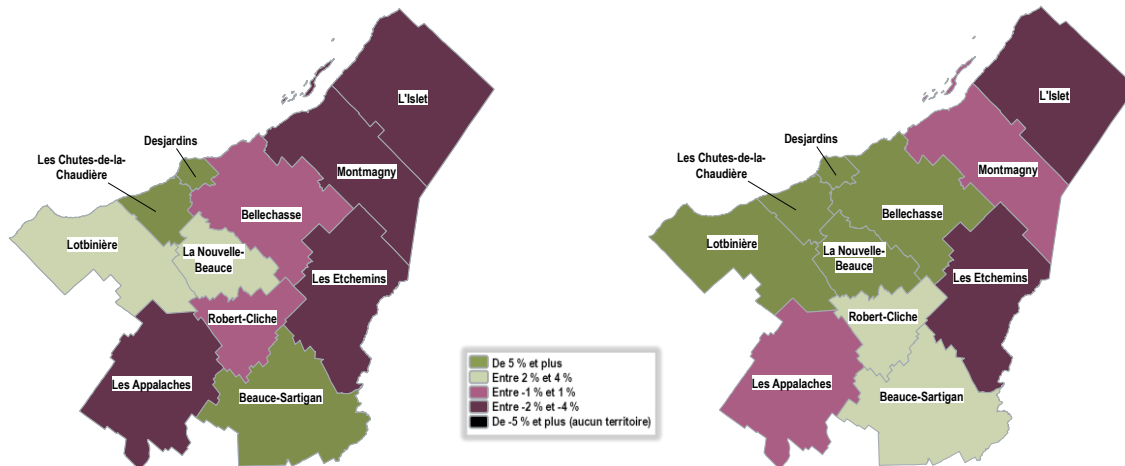 L'Islet
Desjardins
Les Chutes-de-la-
Chaudière
Montmagny
Bellechasse
Lotbinière
La Nouvelle-
Beauce
Les Etchemins
Robert-Cliche
Les Appalaches
Beauce-Sartigan
De 5 % et plus
Entre 2 % et 4 %
Entre -1 % et 1 %
Entre -2 % et -4 %
De -5 % et plus (aucun territoire)
L'Islet
Desjardins
Les Chutes-de-la-
Chaudière
Montmagny
Bellechasse
Lotbinière
La Nouvelle-
Beauce
Les Etchemins
Robert-Cliche
Les Appalaches
Beauce-Sartigan